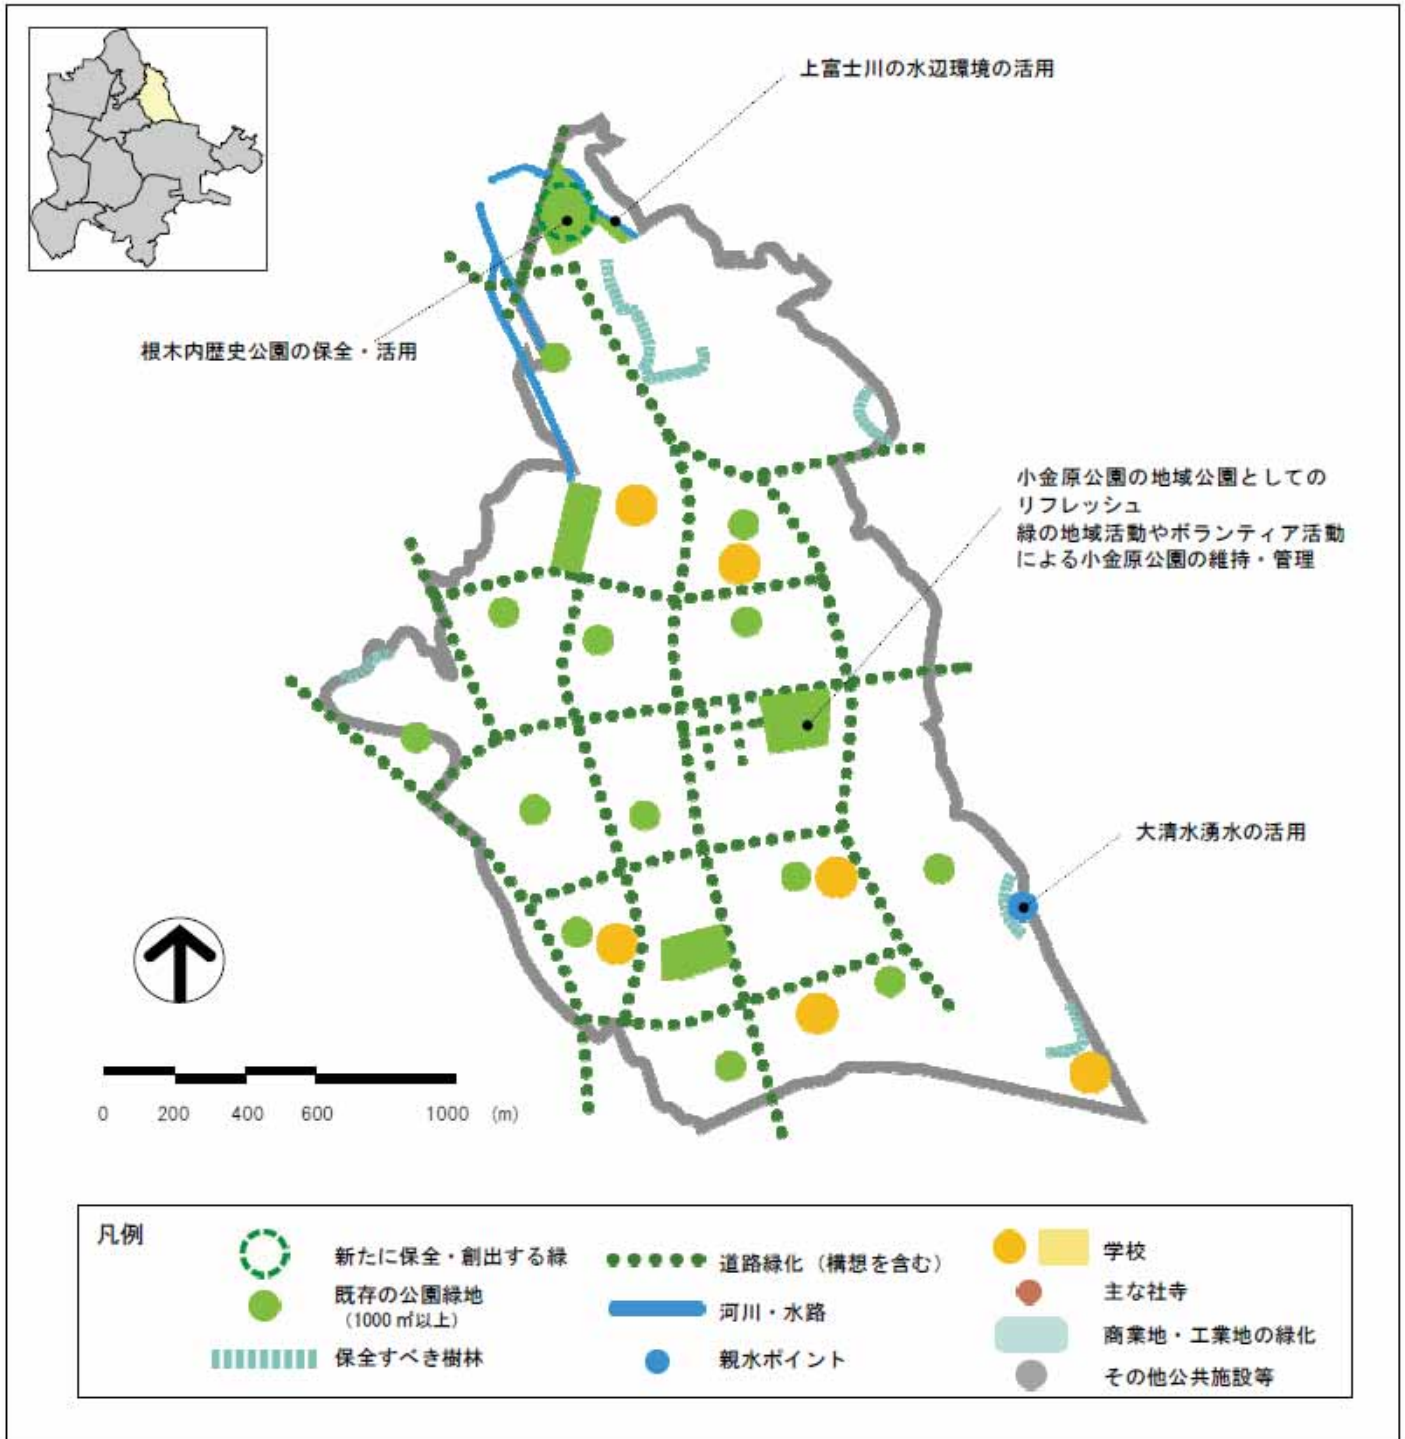 上富士川の水辺環境の活用
根木内歴史公園の保全・活用
小金原公園の地域公園としての
リフレッシュ
緑の地域活動やボランティア活動
による小金原公園の維持・管理
大清水湧水の活用
0 200 400 600 1000 (m)
凡例
新たに保全・創出する緑
既存の公園緑地
（1000 ㎡以上）
保全すべき樹林
道路緑化（構想を含む）
河川・水路
親水ポイント
学校
主な社寺
商業地・工業地の緑化
その他公共施設等